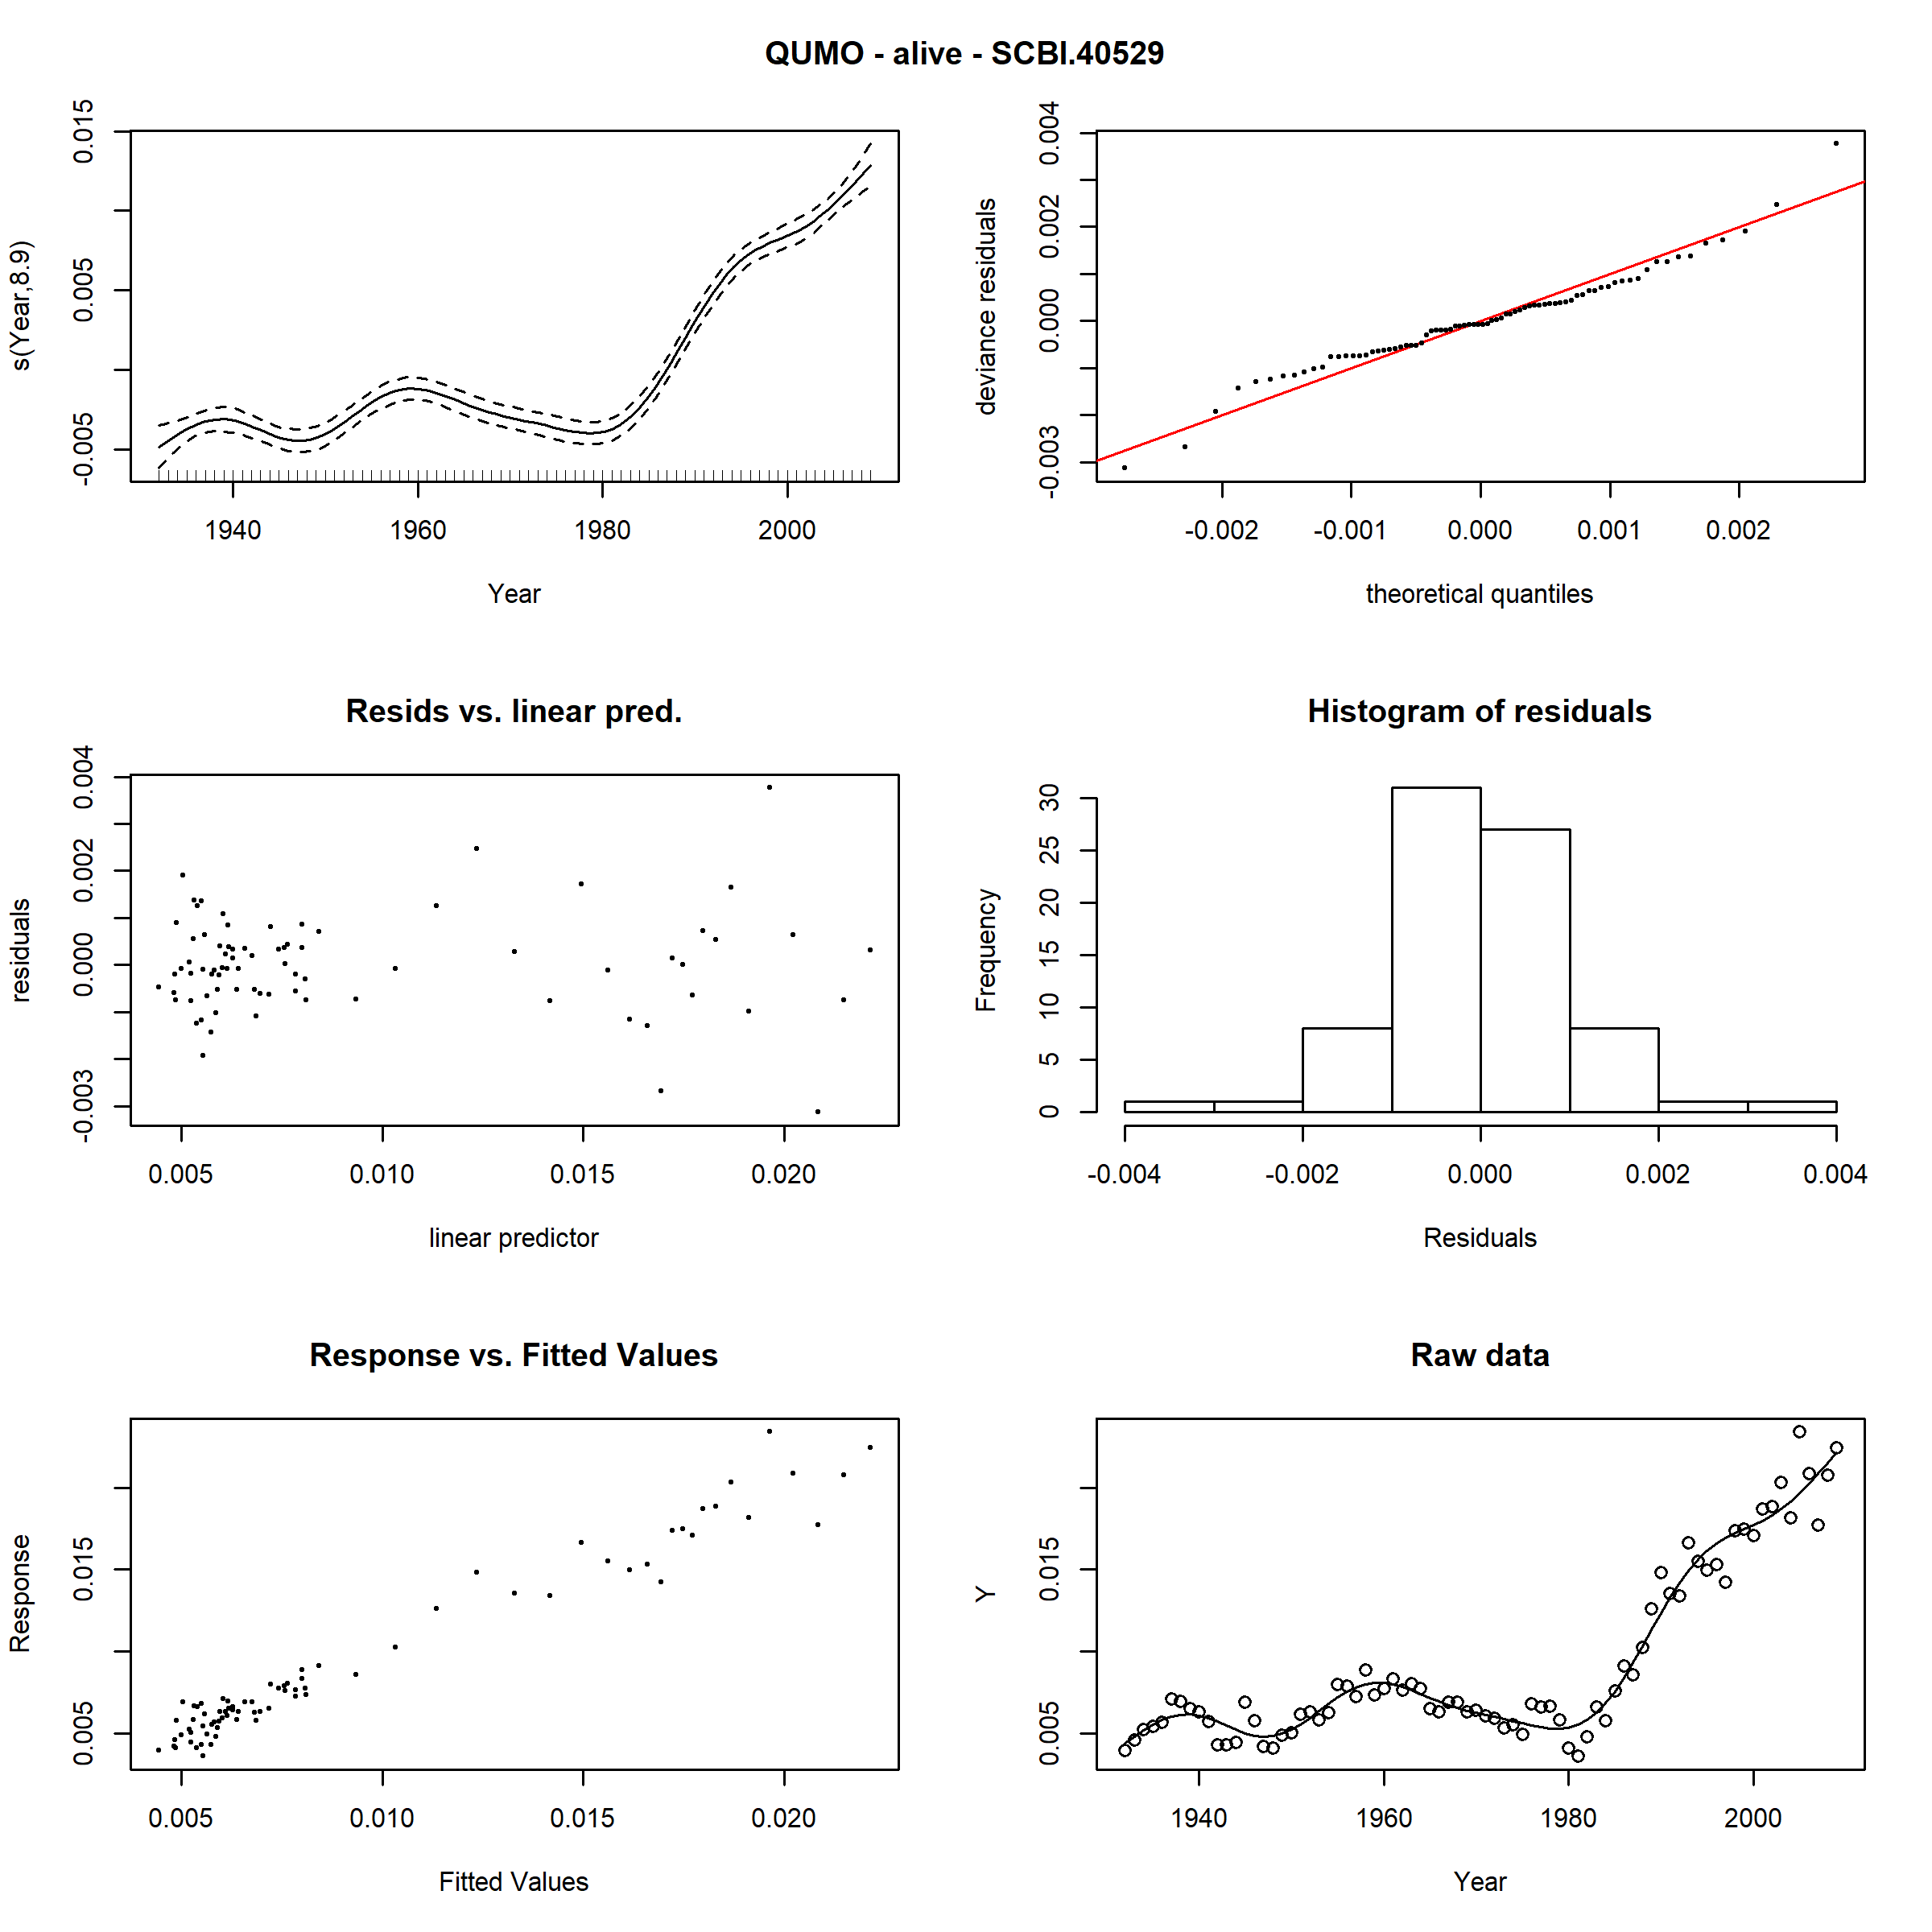 QUMO - alive - SCBI.40529
s(Year,8.9)
-0.005 0.005 0.015
1940 1960 1980 2000
Year
deviance residuals
-0.003 0.000 0.002 0.004
-0.002 -0.001 0.000 0.001 0.002
theoretical quantiles
Resids vs. linear pred.
residuals
-0.003 0.000 0.002 0.004
0.005 0.010 0.015 0.020
linear predictor
Histogram of residuals
Frequency
0 5 10 15 20 25 30
-0.004 -0.002 0.000 0.002 0.004
Residuals
Response vs. Fitted Values
Response
0.005 0.015
0.005 0.010 0.015 0.020
Fitted Values
Raw data
Y
0.005 0.015
1940 1960 1980 2000
Year